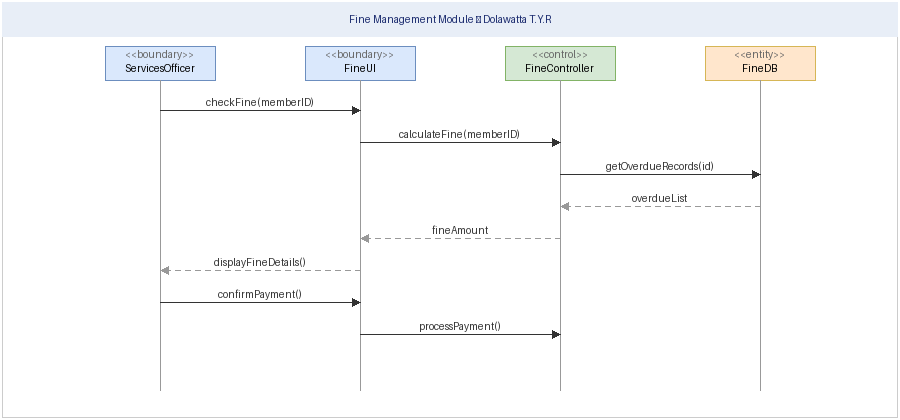 Fine Management Module ▯ Dolawatta T.Y.R
<<boundary>>
ServicesOfficer
<<boundary>>
FineUI
<<control>>
FineController
<<entity>>
FineDB
checkFine(memberID)
calculateFine(memberID)
getOverdueRecords(id)
overdueList
fineAmount
displayFineDetails()
confirmPayment()
processPayment()